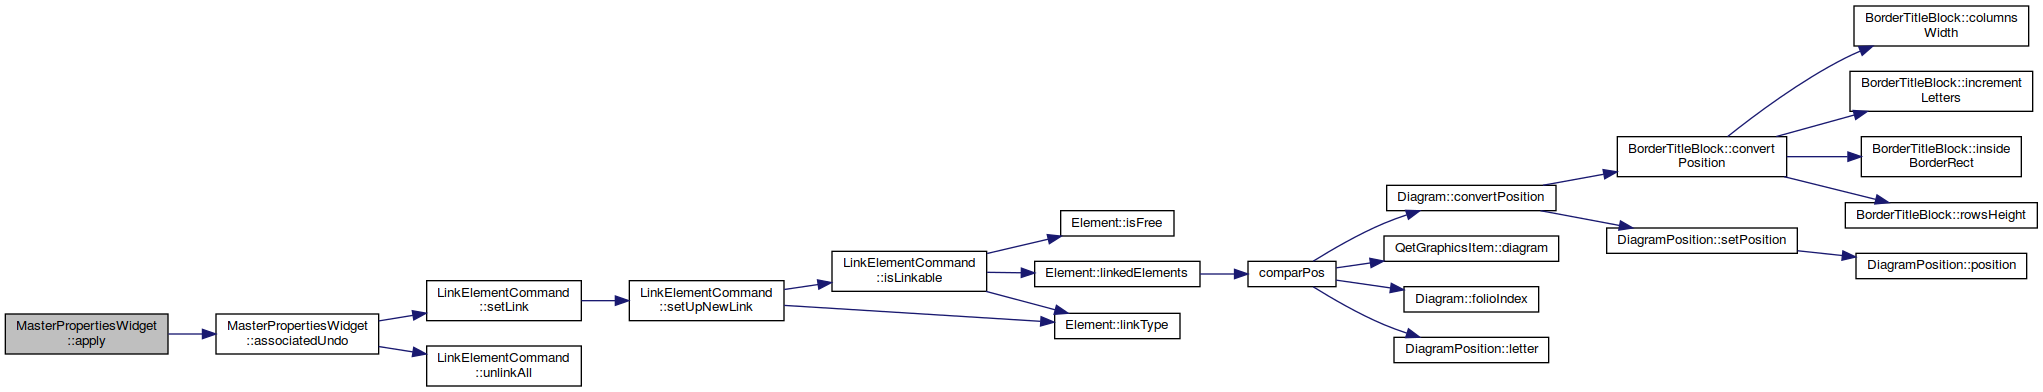 MasterPropertiesWidget
::apply
MasterPropertiesWidget
::associatedUndo
LinkElementCommand
::setLink
LinkElementCommand
::unlinkAll
LinkElementCommand
::setUpNewLink
LinkElementCommand
::isLinkable
Element::isFree
Element::linkedElements
Element::linkType
comparPos
Diagram::convertPosition
QetGraphicsItem::diagram
Diagram::folioIndex
DiagramPosition::letter
BorderTitleBlock::convert
Position
DiagramPosition::setPosition
BorderTitleBlock::columns
Width
BorderTitleBlock::increment
Letters
BorderTitleBlock::inside
BorderRect
BorderTitleBlock::rowsHeight
DiagramPosition::position